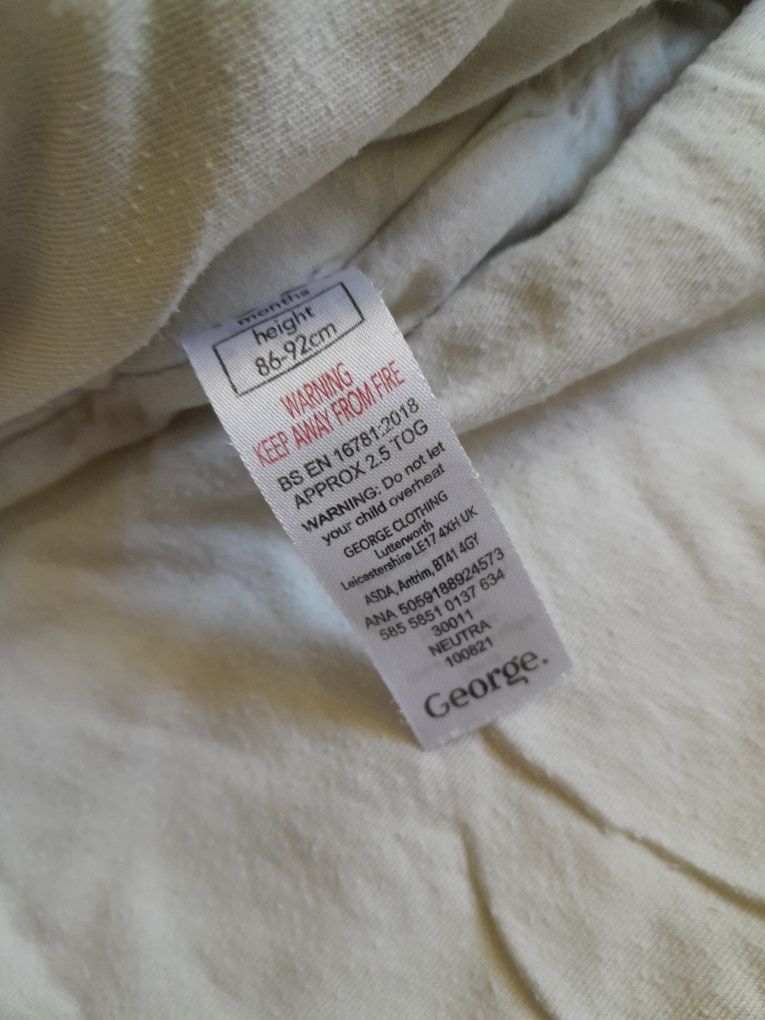 months
height
86-92cm
WARNING
KEEP AWAY FROM FIRE
BS EN 16781:2018
APPROX 2.5 TOG
WARNING: Do not let
your child overheat
GEORGE CLOTHING
Lutterworth
Leicestershire LE17 4XH UK
ASDA, Antrim, BT41 4GY
ANA 5059188924573
585 5851 0137 634
30011
NEUTRA
100821
George.